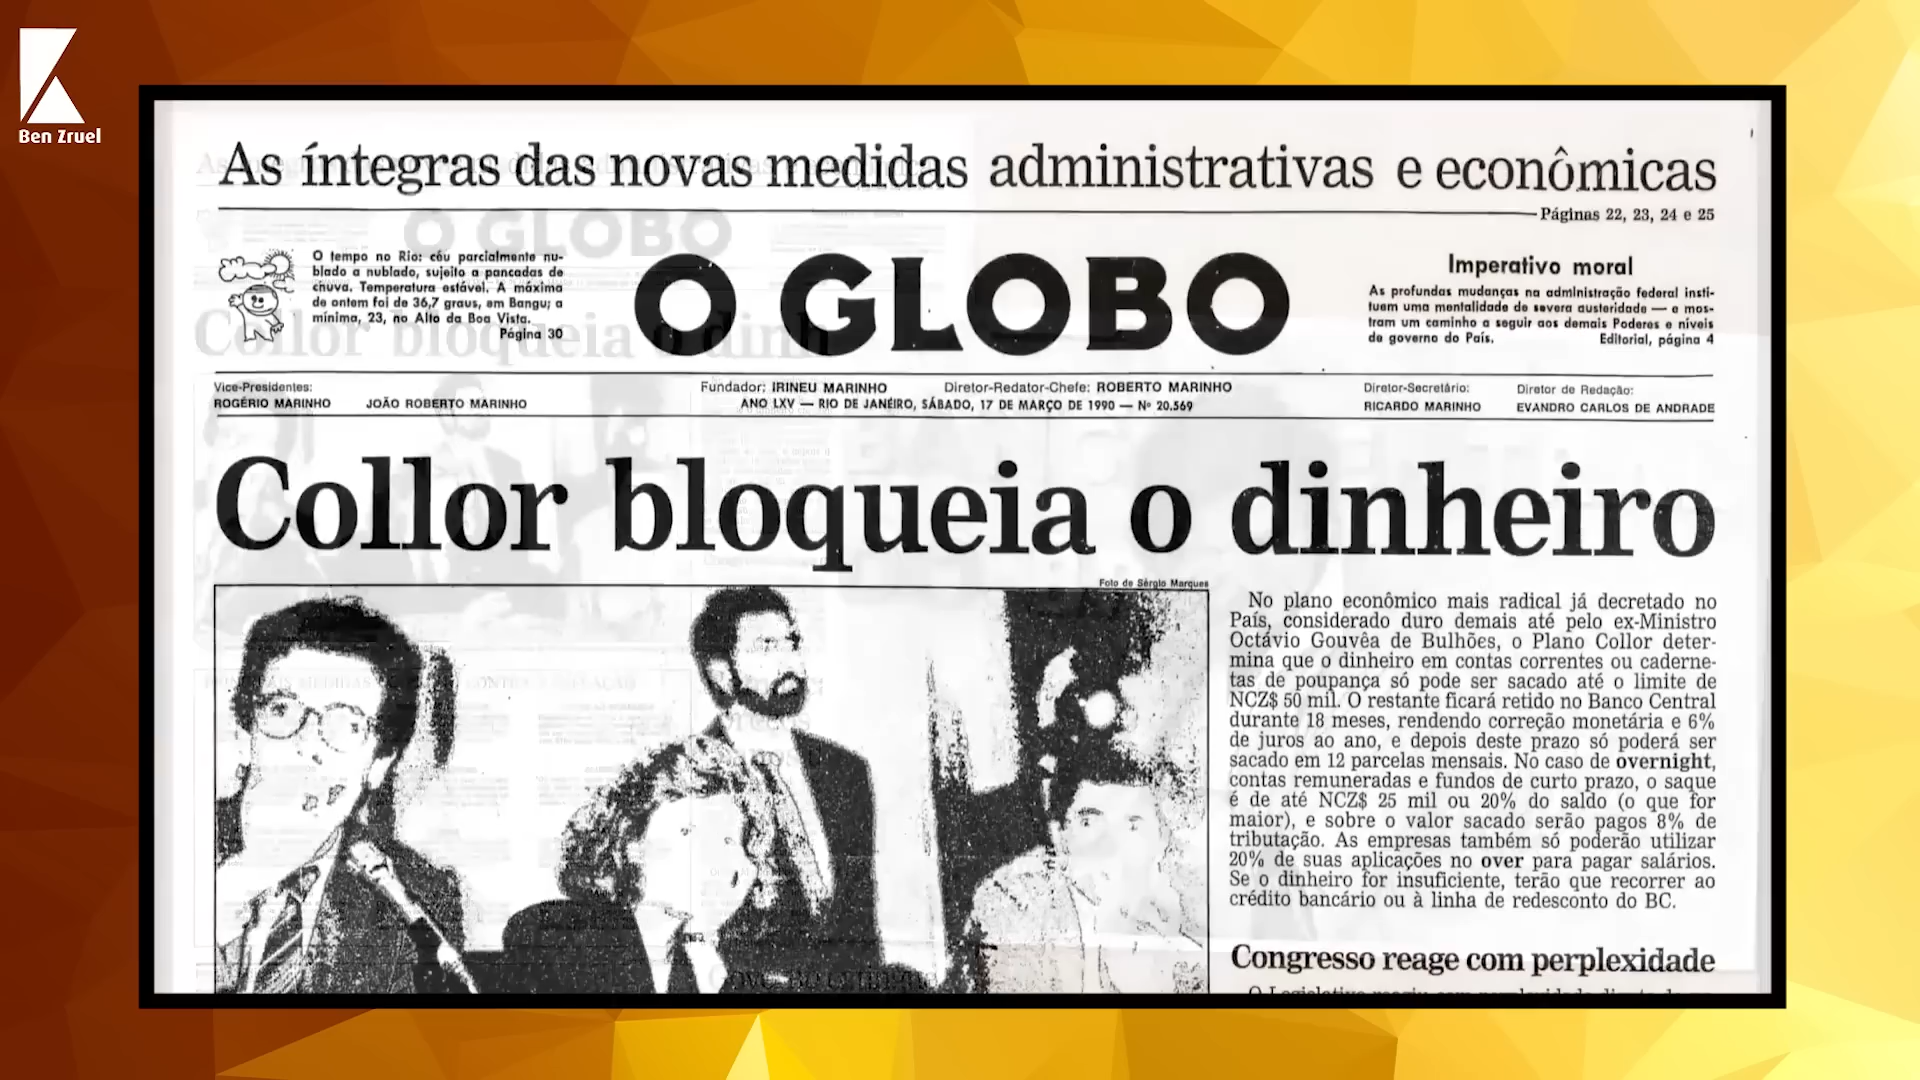 Ben Zruel
As íntegras das novas medidas administrativas e econômicas
Páginas 22, 23, 24 e 25
O tempo no Rio: céu parcialmente nu-
blado a nublado, sujeito a pancadas de
chuva. Temperatura estável. A máxima
de ontem foi de 36,7 graus, em Bangu; a
mínima, 23, no Alto da Boa Vista.
Página 30
O GLOBO
Imperativo moral
As profundas mudanças na administração federal insti-
tuem uma mentalidade de severa austeridade — e mos-
tram um caminho a seguir aos demais Poderes e níveis
de governo do País. Editorial, página 4
Vice-Presidentes:
ROGÉRIO MARINHO JOÃO ROBERTO MARINHO
Fundador: IRINEU MARINHO Diretor-Redator-Chefe: ROBERTO MARINHO
ANO LXV — RIO DE JANEIRO, SÁBADO, 17 DE MARÇO DE 1990 — Nº 20.569
Diretor-Secretário:
RICARDO MARINHO
Diretor de Redação:
EVANDRO CARLOS DE ANDRADE
Collor bloqueia o dinheiro
Foto de Sérgio Marques
No plano econômico mais radical já decretado no
País, considerado duro demais até pelo ex-Ministro
Octávio Gouvêa de Bulhões, o Plano Collor deter-
mina que o dinheiro em contas correntes ou caderne-
tas de poupança só pode ser sacado até o limite de
NCZ$ 50 mil. O restante ficará retido no Banco Central
durante 18 meses, rendendo correção monetária e 6%
de juros ao ano, e depois deste prazo só poderá ser
sacado em 12 parcelas mensais. No caso de overnight,
contas remuneradas e fundos de curto prazo, o saque
é de até NCZ$ 25 mil ou 20% do saldo (o que for
maior), e sobre o valor sacado serão pagos 8% de
tributação. As empresas também só poderão utilizar
20% de suas aplicações no over para pagar salários.
Se o dinheiro for insuficiente, terão que recorrer ao
crédito bancário ou à linha de redesconto do BC.
Congresso reage com perplexidade